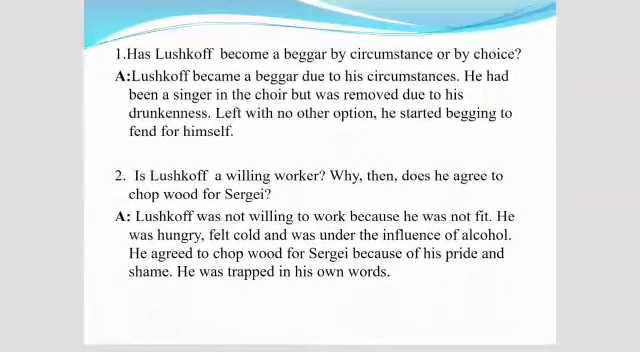 1.Has Lushkoff become a beggar by circumstance or by choice?
A:Lushkoff became a beggar due to his circumstances. He had
been a singer in the choir but was removed due to his
drunkenness. Left with no other option, he started begging to
fend for himself.
2. Is Lushkoff a willing worker? Why, then, does he agree to
chop wood for Sergei?
A: Lushkoff was not willing to work because he was not fit. He
was hungry, felt cold and was under the influence of alcohol.
He agreed to chop wood for Sergei because of his pride and
shame. He was trapped in his own words.